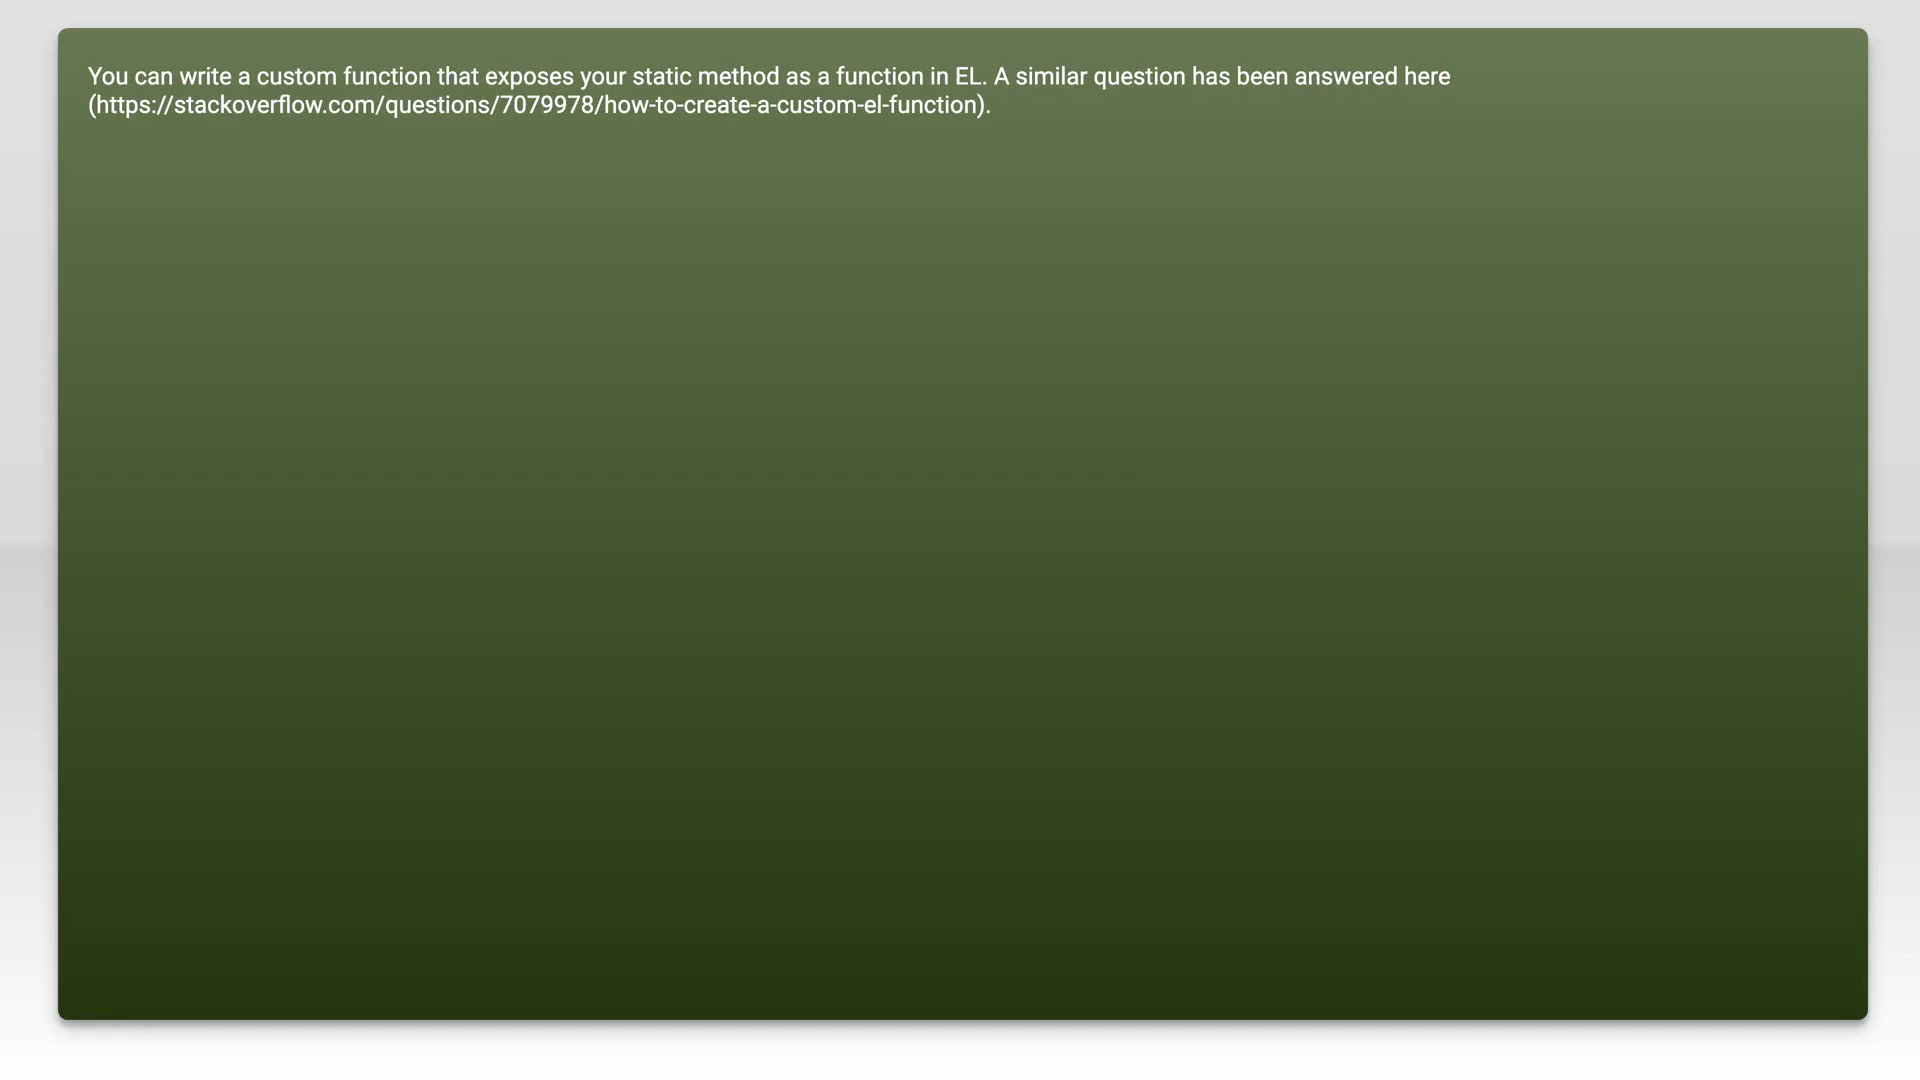 You can write a custom function that exposes your static method as a function in EL. A similar question has been answered here
(https://stackoverflow.com/questions/7079978/how-to-create-a-custom-el-function).